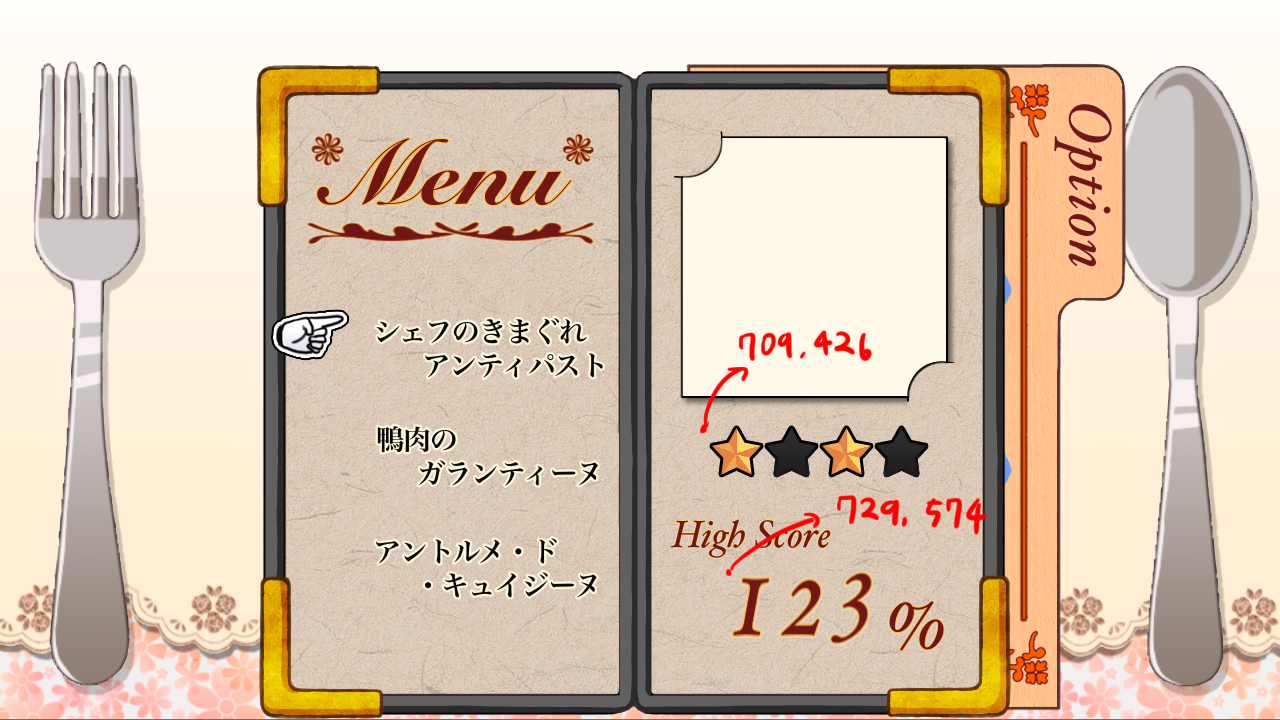 Menu
シェフのきまぐれ
アンティパスト
鴨肉の
ガランティーヌ
アントルメ・ド
・キュイジーヌ
709,426
729,574
High Score
123%
Option